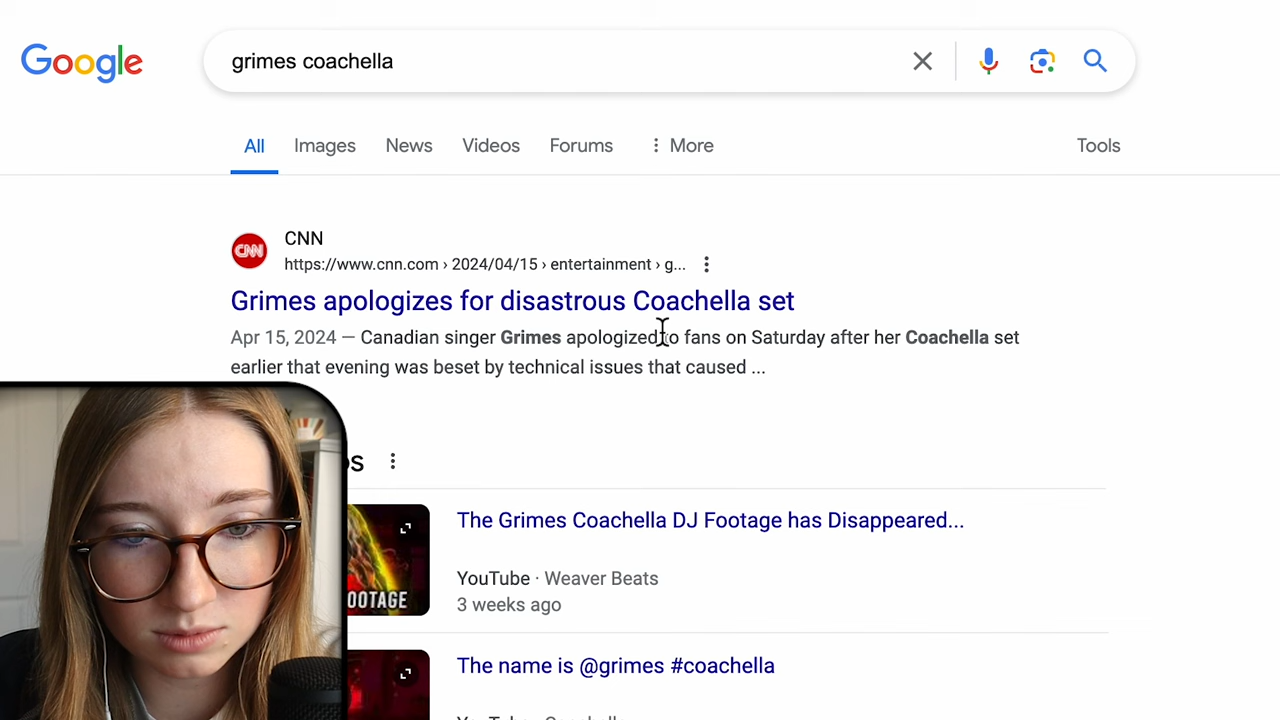 Google
grimes coachella
All Images News Videos Forums More Tools
CNN
CNN
https://www.cnn.com › 2024/04/15 › entertainment › g...
Grimes apologizes for disastrous Coachella set
Apr 15, 2024 — Canadian singer Grimes apologized to fans on Saturday after her Coachella set
earlier that evening was beset by technical issues that caused ...
os
The Grimes Coachella DJ Footage has Disappeared...
OOTAGE
YouTube · Weaver Beats
3 weeks ago
The name is @grimes #coachella